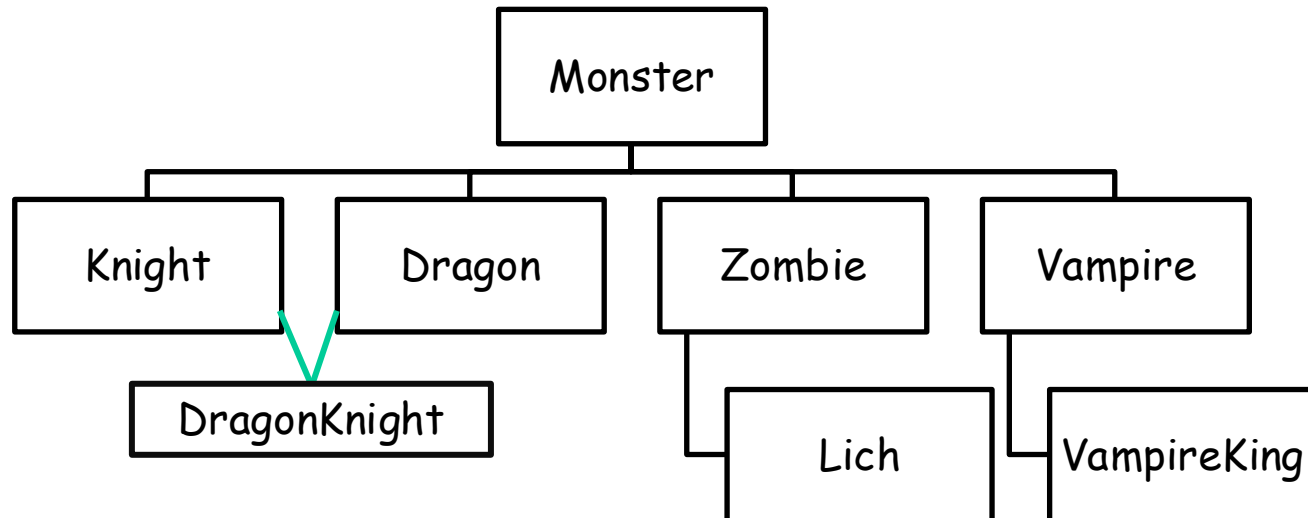 Monster
Knight
Dragon
Zombie
Vampire
DragonKnight
Lich
VampireKing